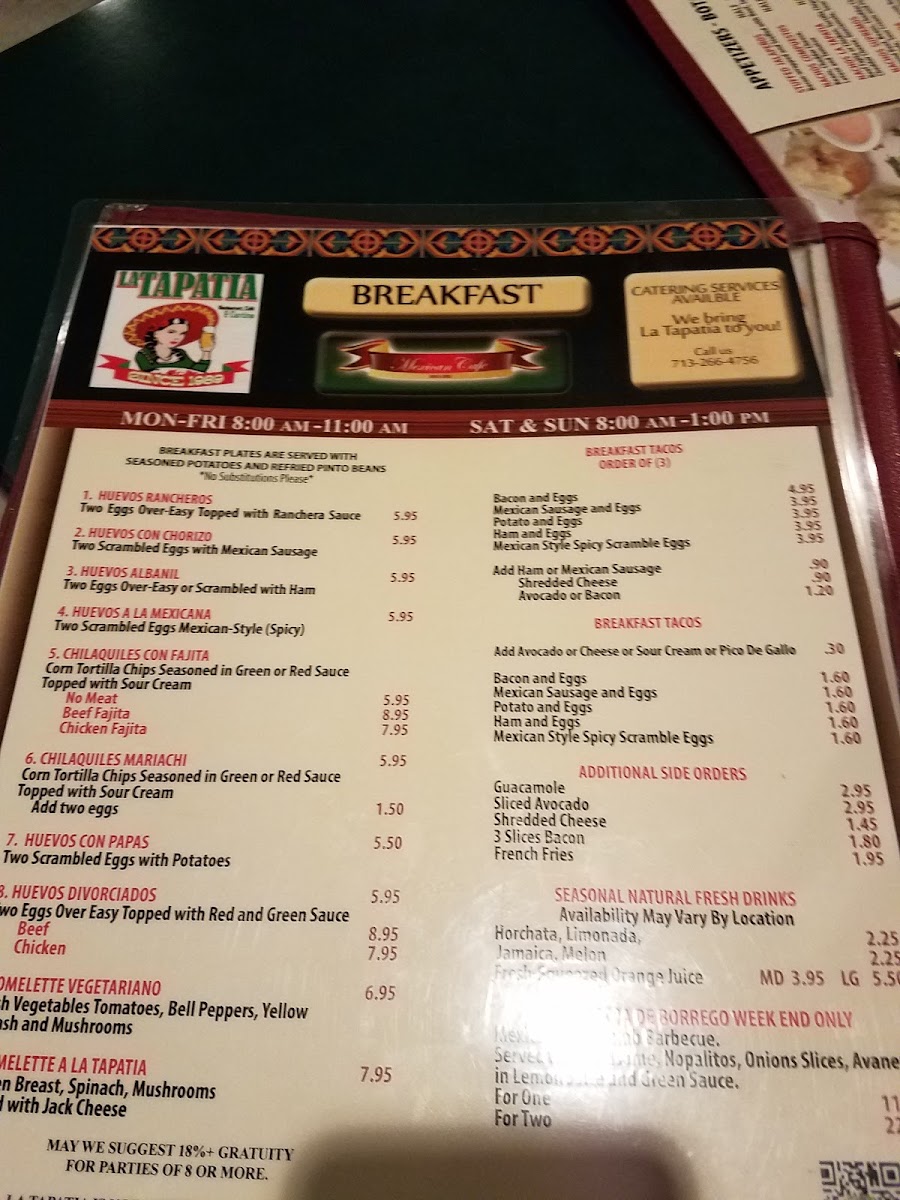 APPETIZERS - BOT
LA TAPATIA
SINCE 1989
BREAKFAST
Mexican Cafe
CATERING SERVICES
AVAILBLE
We bring
La Tapatia to you!
Call us
713-266-4756
MON-FRI 8:00 AM -11:00 AM
SAT & SUN 8:00 AM -1:00 PM
BREAKFAST PLATES ARE SERVED WITH
SEASONED POTATOES AND REFRIED PINTO BEANS
*No Substitutions Please*
1. HUEVOS RANCHEROS
Two Eggs Over-Easy Topped with Ranchera Sauce 5.95
2. HUEVOS CON CHORIZO 5.95
Two Scrambled Eggs with Mexican Sausage
3. HUEVOS ALBANIL 5.95
Two Eggs Over-Easy or Scrambled with Ham
4. HUEVOS A LA MEXICANA 5.95
Two Scrambled Eggs Mexican-Style (Spicy)
5. CHILAQUILES CON FAJITA
Corn Tortilla Chips Seasoned in Green or Red Sauce
Topped with Sour Cream
No Meat 5.95
Beef Fajita 8.95
Chicken Fajita 7.95
6. CHILAQUILES MARIACHI 5.95
Corn Tortilla Chips Seasoned in Green or Red Sauce
Topped with Sour Cream
Add two eggs 1.50
7. HUEVOS CON PAPAS 5.50
Two Scrambled Eggs with Potatoes
8. HUEVOS DIVORCIADOS 5.95
Two Eggs Over Easy Topped with Red and Green Sauce
Beef 8.95
Chicken 7.95
OMELETTE VEGETARIANO 6.95
sh Vegetables Tomatoes, Bell Peppers, Yellow
ash and Mushrooms
MELETTE A LA TAPATIA 7.95
en Breast, Spinach, Mushrooms
d with Jack Cheese
MAY WE SUGGEST 18%+ GRATUITY
FOR PARTIES OF 8 OR MORE.
BREAKFAST TACOS
ORDER OF (3)
Bacon and Eggs 4.95
Mexican Sausage and Eggs 3.95
Potato and Eggs 3.95
Ham and Eggs 3.95
Mexican Style Spicy Scramble Eggs 3.95
Add Ham or Mexican Sausage .90
Shredded Cheese .90
Avocado or Bacon 1.20
BREAKFAST TACOS
Add Avocado or Cheese or Sour Cream or Pico De Gallo .30
Bacon and Eggs 1.60
Mexican Sausage and Eggs 1.60
Potato and Eggs 1.60
Ham and Eggs 1.60
Mexican Style Spicy Scramble Eggs 1.60
ADDITIONAL SIDE ORDERS
Guacamole 2.95
Sliced Avocado 2.95
Shredded Cheese 1.45
3 Slices Bacon 1.80
French Fries 1.95
SEASONAL NATURAL FRESH DRINKS
Availability May Vary By Location
Horchata, Limonada, 2.25
Jamaica, Melon 2.25
Fresh Squeezed Orange Juice MD 3.95 LG 5.50
DE BORREGO WEEK END ONLY
Barbecue.
Nopalitos, Onions Slices, Avane
in and Green Sauce.
For One 11
For Two 22